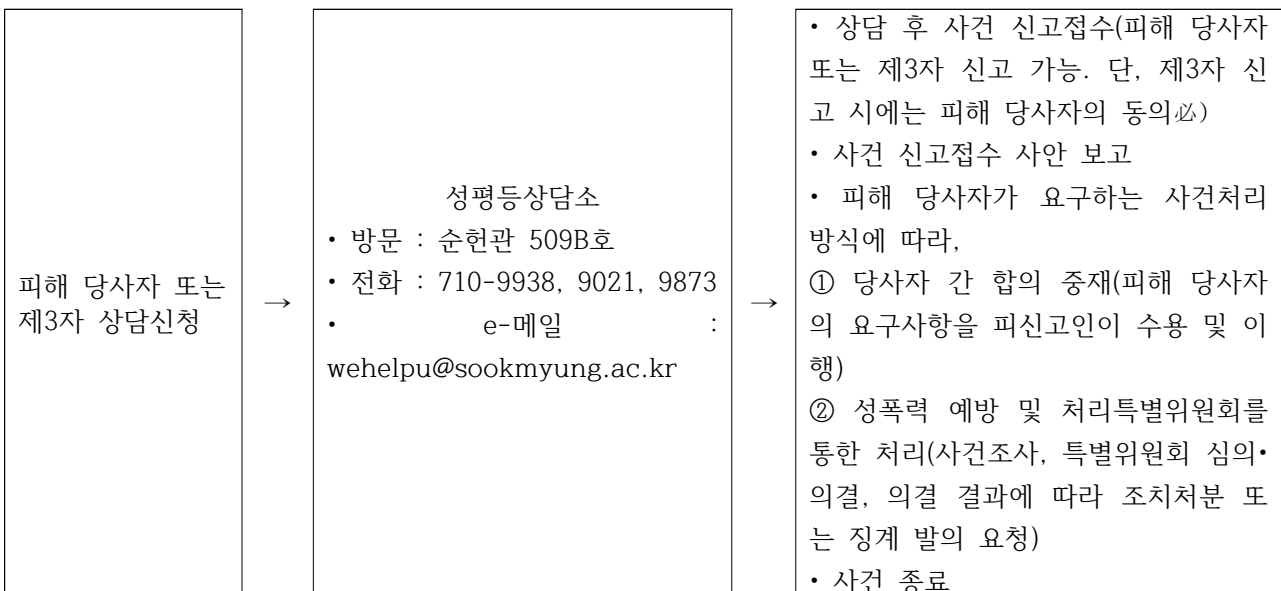 피해 당사자 또는
제3자 상담신청
→
성평등상담소
• 방문 : 순헌관 509B호
• 전화 : 710-9938, 9021, 9873
• e-메일 :
wehelpu@sookmyung.ac.kr
→
• 상담 후 사건 신고접수(피해 당사자
또는 제3자 신고 가능. 단, 제3자 신
고 시에는 피해 당사자의 동의必)
• 사건 신고접수 사안 보고
• 피해 당사자가 요구하는 사건처리
방식에 따라,
① 당사자 간 합의 중재(피해 당사자
의 요구사항을 피신고인이 수용 및 이
행)
② 성폭력 예방 및 처리특별위원회를
통한 처리(사건조사, 특별위원회 심의•
의결, 의결 결과에 따라 조치처분 또
는 징계 발의 요청)
• 사건 종료